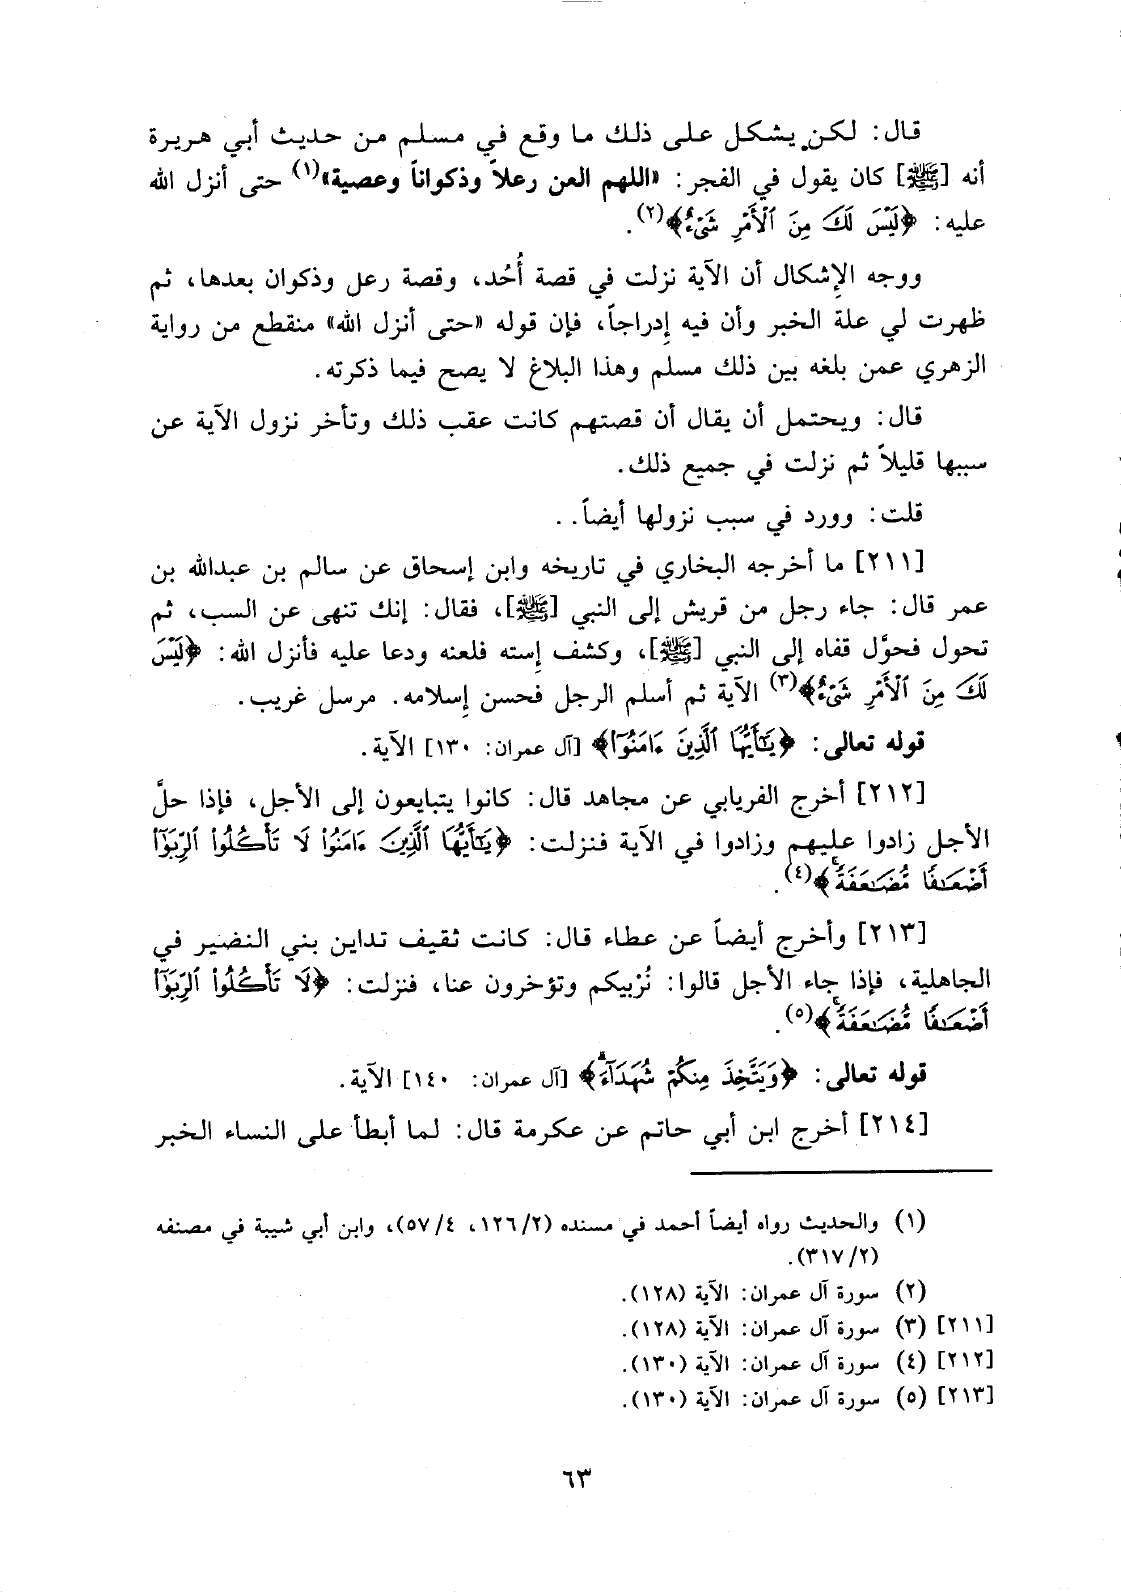 قال: لكن يشكل على ذلك ما وقع في مسلم من حديث أبي هريرة
أنه [ﷺ] كان يقول في الفجر: «اللهم العن رعلاً وذكواناً وعصية»(١) حتى أنزل الله
عليه: ﴿لَيْسَ لَكَ مِنَ ٱلْأَمْرِ شَىْءٌ﴾(٢).
ووجه الإشكال أن الآية نزلت في قصة أُحُد، وقصة رعل وذكوان بعدها، ثم
ظهرت لي علة الخبر وأن فيه إدراجاً، فإن قوله «حتى أنزل الله» منقطع من رواية
الزهري عمن بلغه بين ذلك مسلم وهذا البلاغ لا يصح فيما ذكرته.
قال: ويحتمل أن يقال أن قصتهم كانت عقب ذلك وتأخر نزول الآية عن
سببها قليلاً ثم نزلت في جميع ذلك.
قلت: وورد في سبب نزولها أيضاً..
[٢١١] ما أخرجه البخاري في تاريخه وابن إسحاق عن سالم بن عبدالله بن
عمر قال: جاء رجل من قريش إلى النبي [ﷺ]، فقال: إنك تنهى عن السب، ثم
تحول فحوَّل قفاه إلى النبي [ﷺ]، وكشف إسته فلعنه ودعا عليه فأنزل الله: ﴿لَيْسَ
لَكَ مِنَ ٱلْأَمْرِ شَىْءٌ﴾(٣) الآية ثم أسلم الرجل فحسن إسلامه. مرسل غريب.
قوله تعالى: ﴿يَـٰٓأَيُّهَا ٱلَّذِينَ ءَامَنُوا۟﴾ [آل عمران: ١٣٠] الآية.
[٢١٢] أخرج الفريابي عن مجاهد قال: كانوا يتبايعون إلى الأجل، فإذا حلَّ
الأجل زادوا عليهم وزادوا في الآية فنزلت: ﴿يَـٰٓأَيُّهَا ٱلَّذِينَ ءَامَنُوا۟ لَا تَأْكُلُوا۟ ٱلرِّبَوٰٓا۟
أَضْعَـٰفًا مُّضَـٰعَفَةً﴾(٤).
[٢١٣] وأخرج أيضاً عن عطاء قال: كانت ثقيف تداين بني النضير في
الجاهلية، فإذا جاء الأجل قالوا: نُرْبيكم وتؤخرون عنا، فنزلت: ﴿لَا تَأْكُلُوا۟ ٱلرِّبَوٰٓا۟
أَضْعَـٰفًا مُّضَـٰعَفَةً﴾(٥).
قوله تعالى: ﴿وَيَتَّخِذَ مِنكُمْ شُهَدَآءَ﴾ [آل عمران: ١٤٠] الآية.
[٢١٤] أخرج ابن أبي حاتم عن عكرمة قال: لما أبطأ على النساء الخبر
(١) والحديث رواه أيضاً أحمد في مسنده (١٢٦/٢، ٥٧/٤)، وابن أبي شيبة في مصنفه
(٣١٧/٢).
(٢) سورة آل عمران: الآية (١٢٨).
[٢١١] (٣) سورة آل عمران: الآية (١٢٨).
[٢١٢] (٤) سورة آل عمران: الآية (١٣٠).
[٢١٣] (٥) سورة آل عمران: الآية (١٣٠).
٦٣